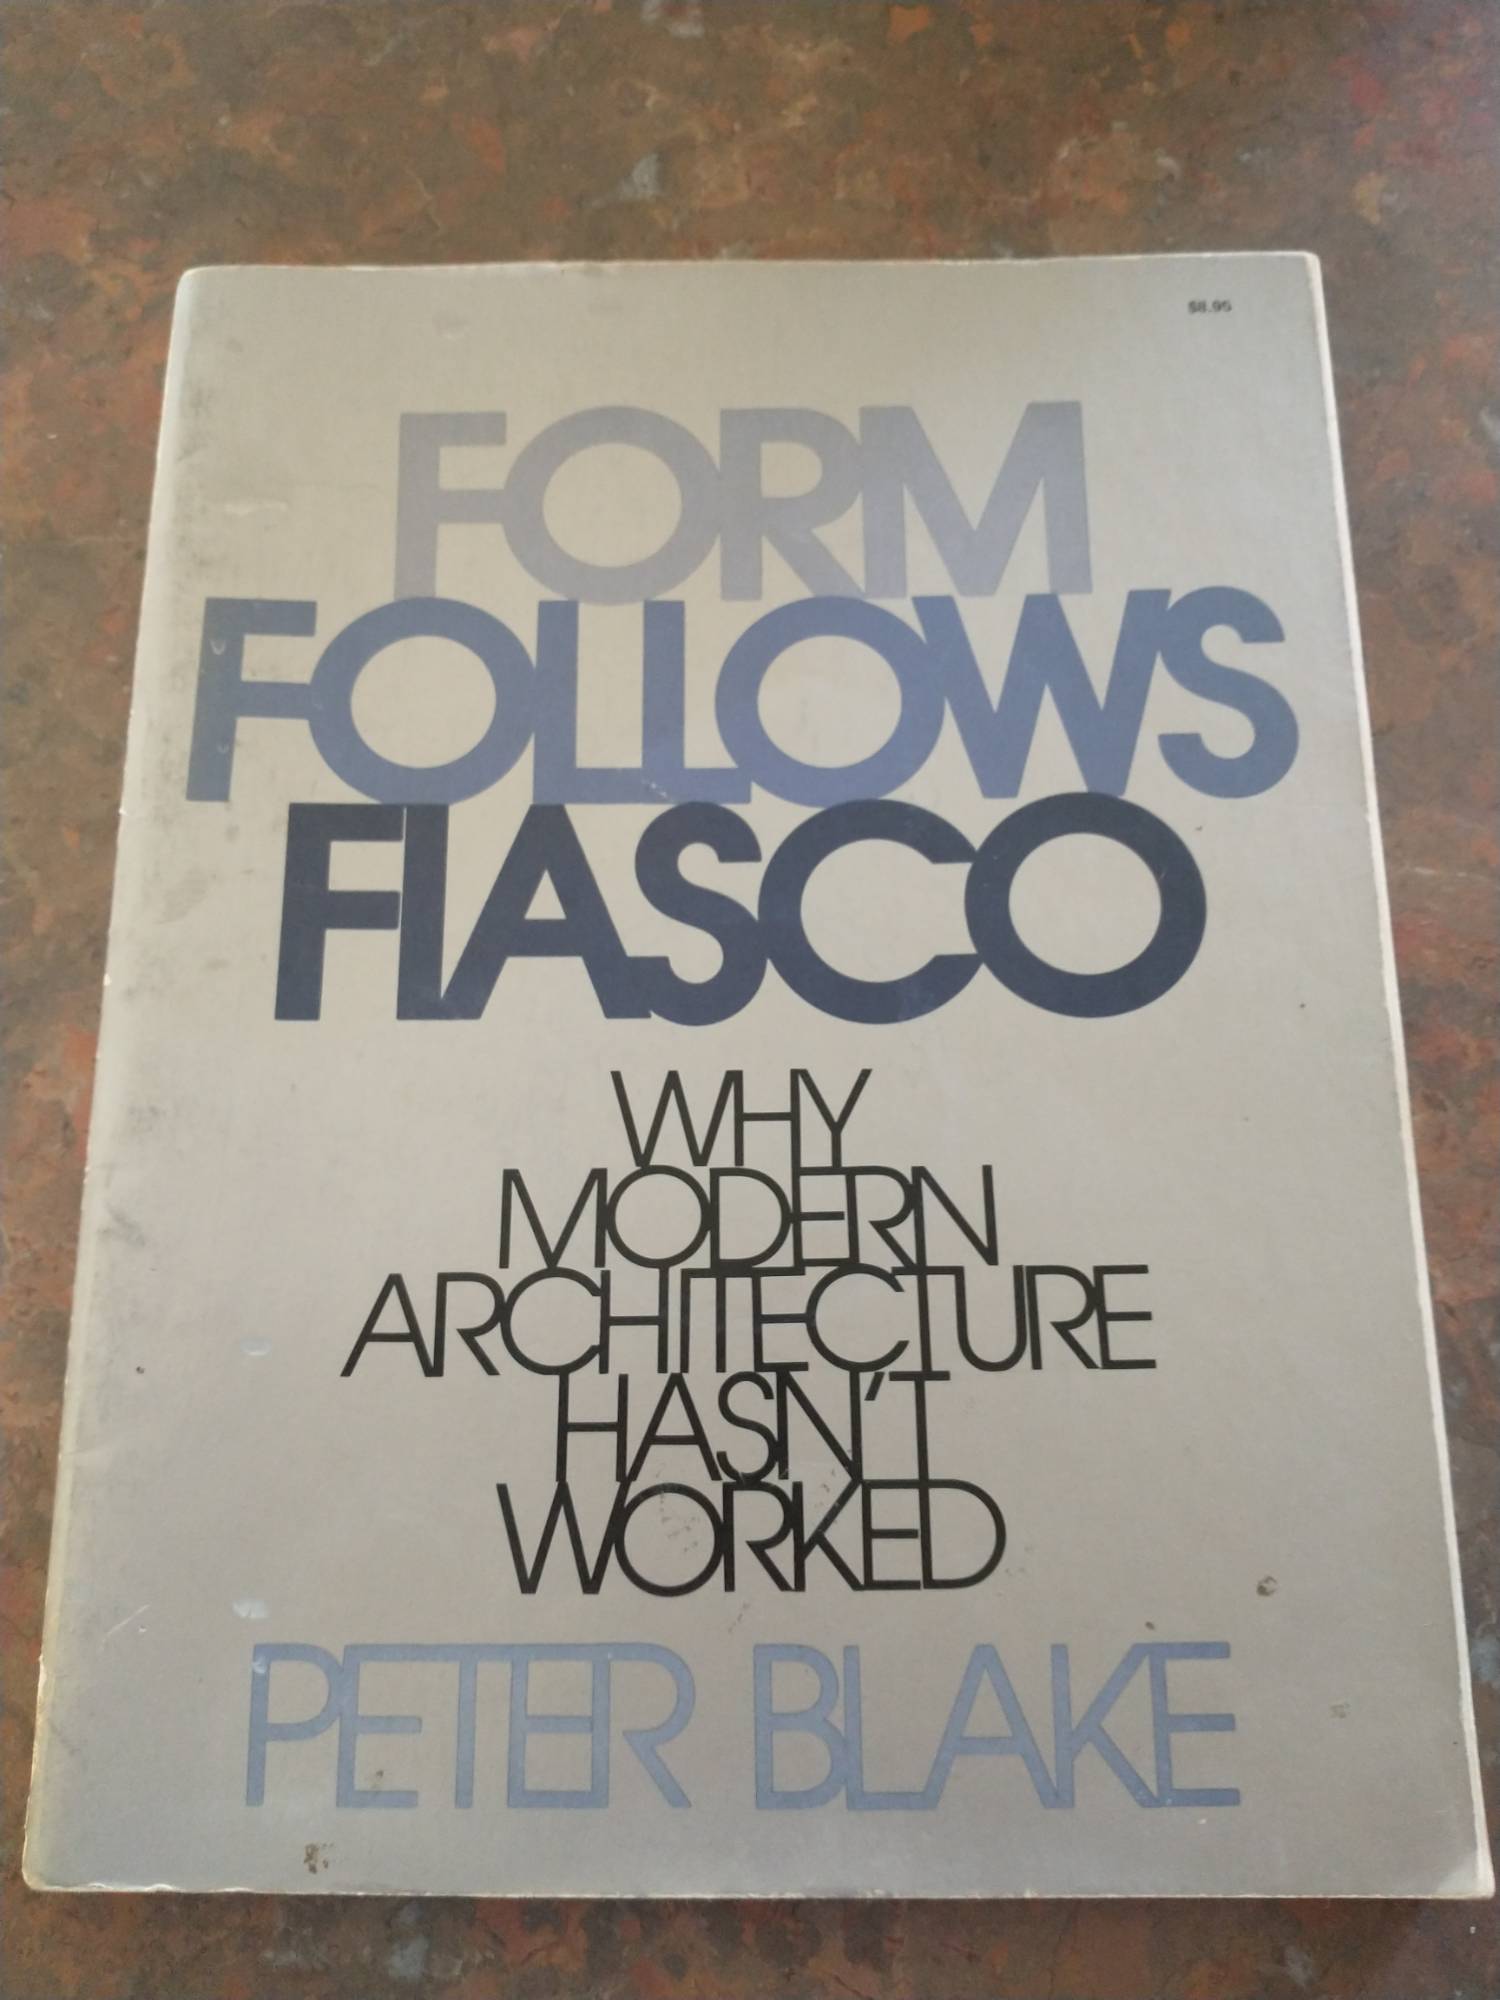 $8.95
FORM
FOLLOWS
FIASCO
WHY
MODERN
ARCHITECTURE
HASN'T
WORKED
PETER BLAKE